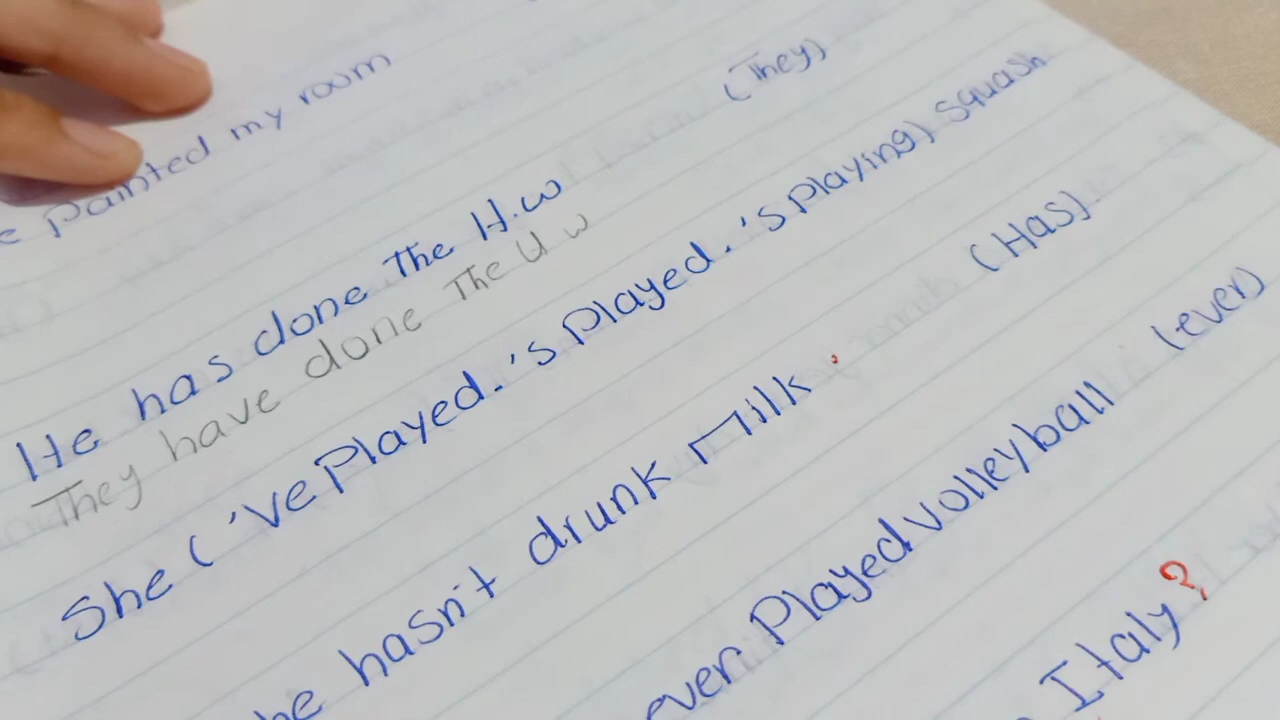 painted my room
He has done The H.w (They)
They have done The H w
She ( 've Played . 's Played . 's playing) squash
hasn't drunk milk . (Has)
Played volleyball (ever)
Italy ?